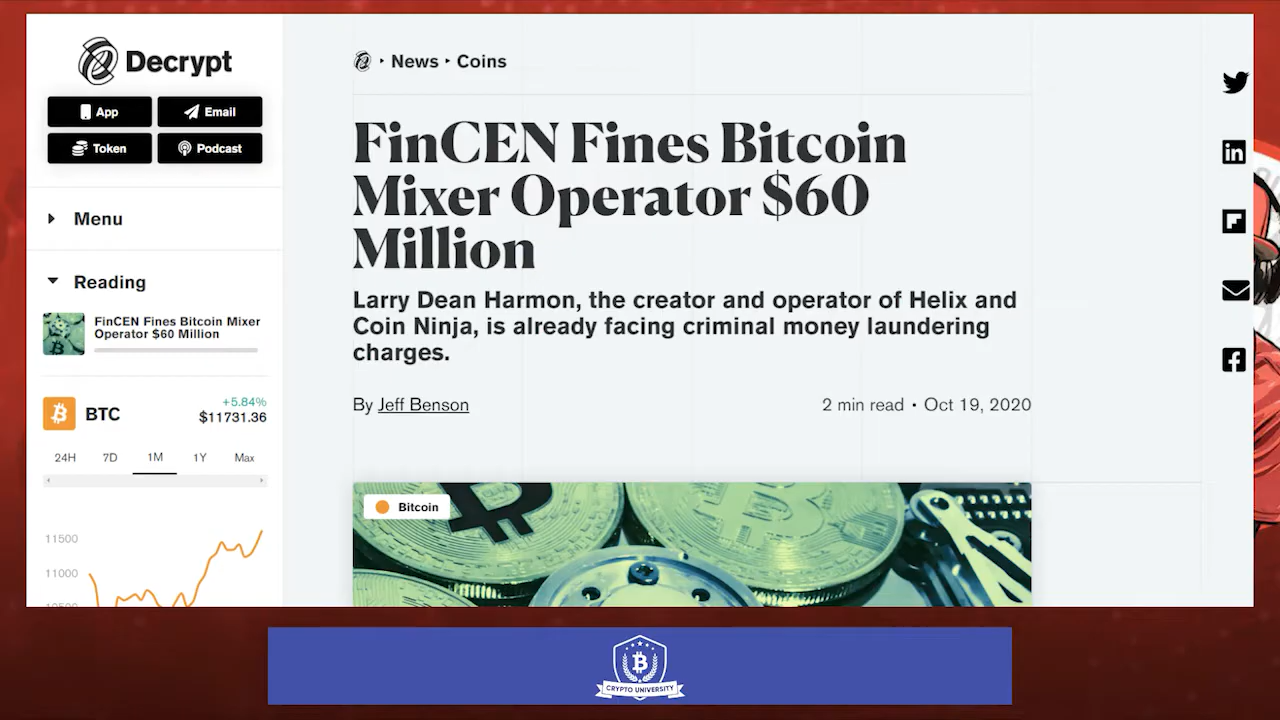 Decrypt
App
Email
Token
Podcast
Menu
Reading
FinCEN Fines Bitcoin Mixer
Operator $60 Million
BTC
+5.84%
$11731.36
24H 7D 1M 1Y Max
11500
11000
News Coins
FinCEN Fines Bitcoin
Mixer Operator $60
Million
Larry Dean Harmon, the creator and operator of Helix and
Coin Ninja, is already facing criminal money laundering
charges.
By Jeff Benson
2 min read • Oct 19, 2020
Bitcoin
CRYPTO UNIVERSITY